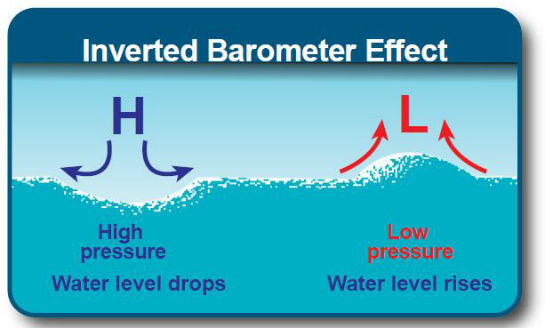 Inverted Barometer Effect
H
L
High
pressure
Low
pressure
Water level drops
Water level rises